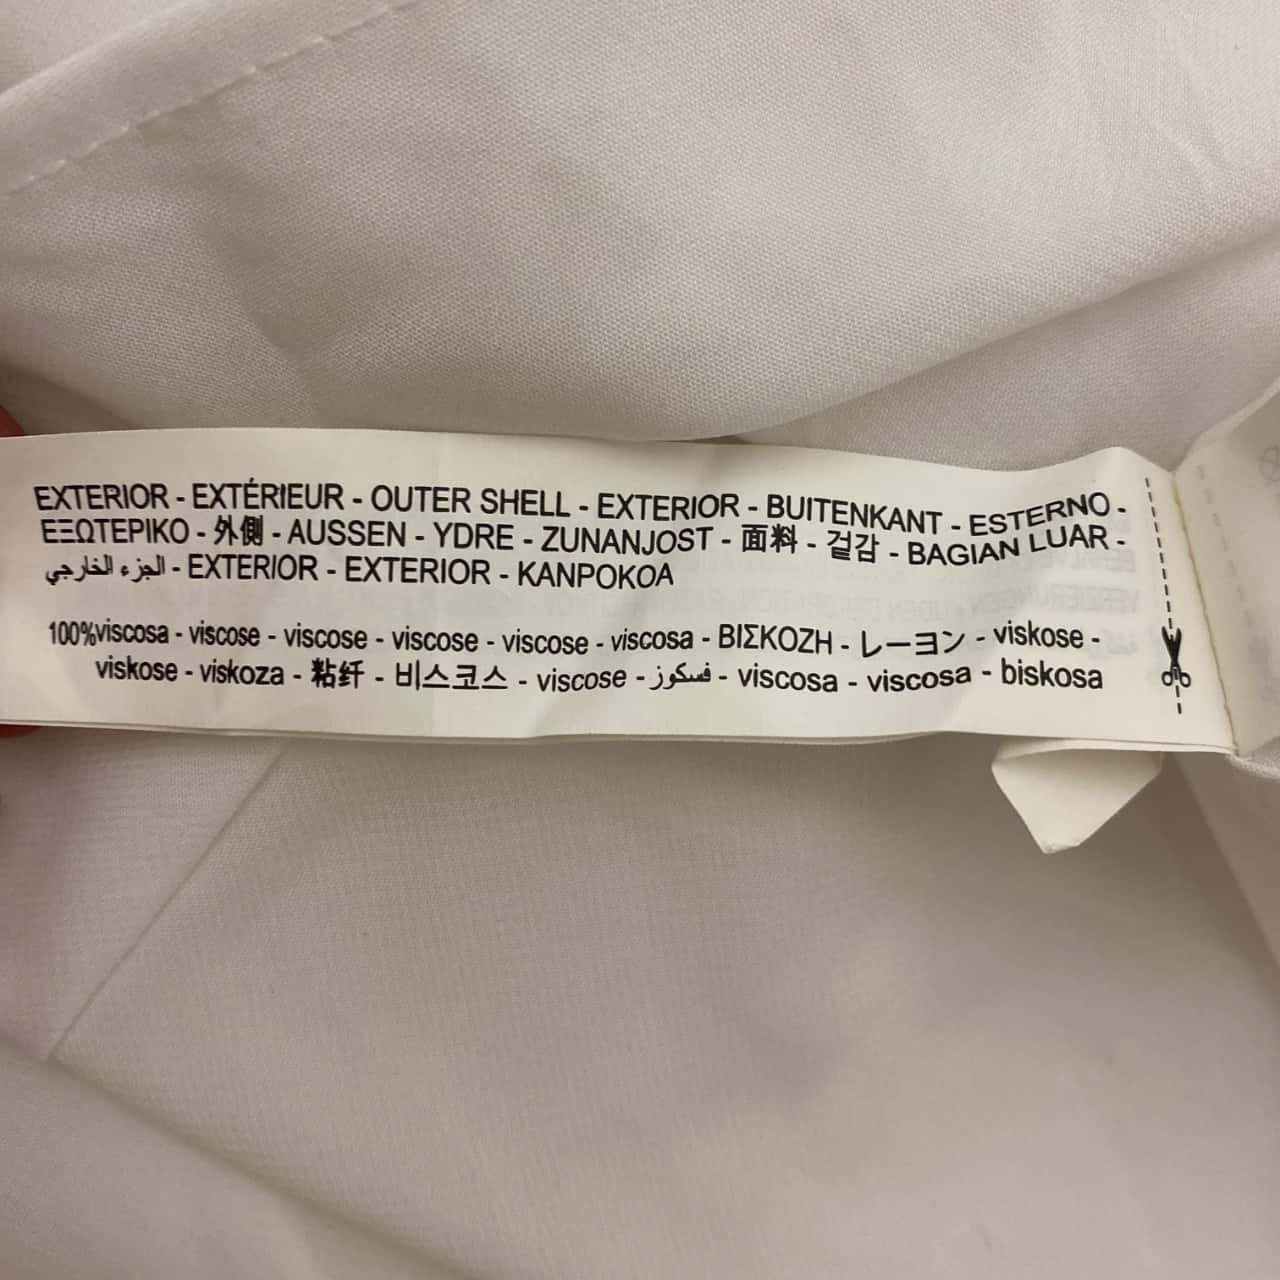 EXTERIOR - EXTÉRIEUR - OUTER SHELL - EXTERIOR - BUITENKANT - ESTERNO -
ΕΞΩΤΕΡΙΚΟ - 外側 - AUSSEN - YDRE - ZUNANJOST - 面料 - 겉감 - BAGIAN LUAR -
الجزء الخارجي - EXTERIOR - EXTERIOR - KANPOKOA
100%viscosa - viscose - viscose - viscose - viscose - viscosa - ΒΙΣΚΟΖΗ - レーヨン - viskose -
viskose - viskoza - 粘纤 - 비스코스 - viscose - فسكوز - viscosa - viscosa - biskosa